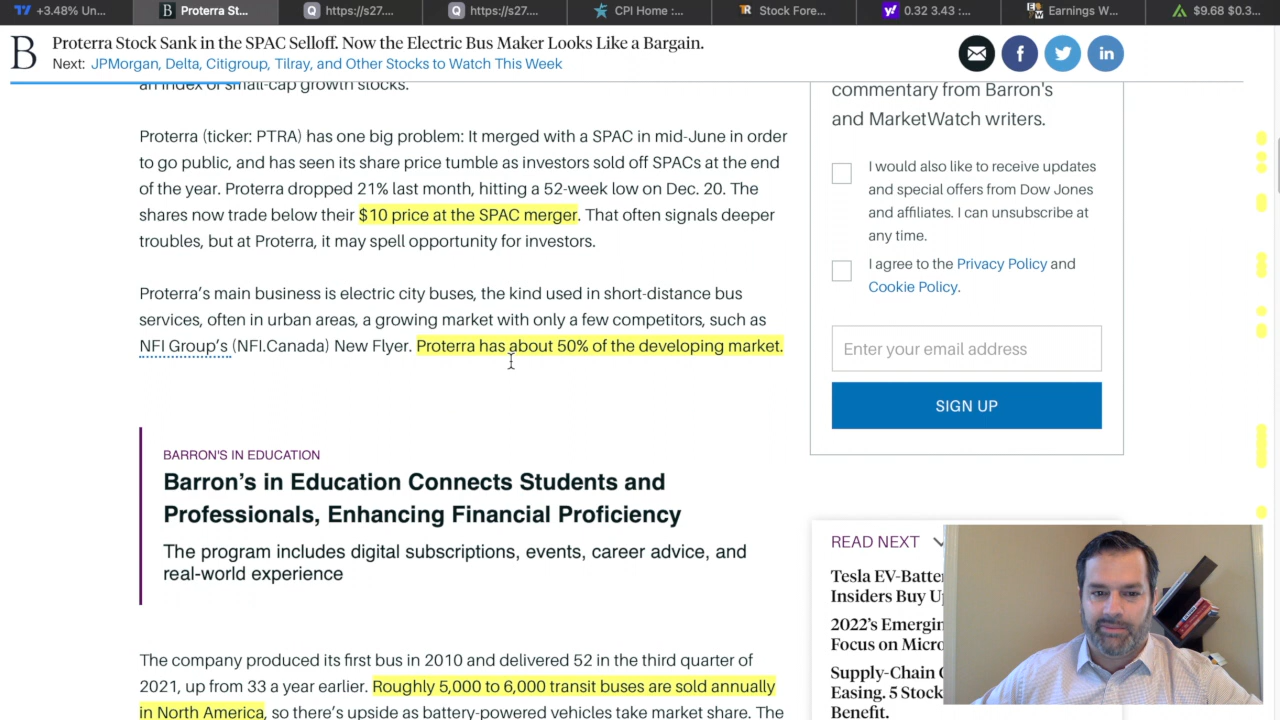 +3.48% Un...
Proterra St...
https://s27....
https://s27....
CPI Home :...
Stock Fore...
0.32 3.43 :...
Earnings W...
$9.68 $0.3...
B
Proterra Stock Sank in the SPAC Selloff. Now the Electric Bus Maker Looks Like a Bargain.
Next: JPMorgan, Delta, Citigroup, Tilray, and Other Stocks to Watch This Week
an index of small-cap growth stocks.
Proterra (ticker: PTRA) has one big problem: It merged with a SPAC in mid-June in order
to go public, and has seen its share price tumble as investors sold off SPACs at the end
of the year. Proterra dropped 21% last month, hitting a 52-week low on Dec. 20. The
shares now trade below their $10 price at the SPAC merger. That often signals deeper
troubles, but at Proterra, it may spell opportunity for investors.
Proterra's main business is electric city buses, the kind used in short-distance bus
services, often in urban areas, a growing market with only a few competitors, such as
NFI Group's (NFI.Canada) New Flyer. Proterra has about 50% of the developing market.
BARRON'S IN EDUCATION
Barron's in Education Connects Students and
Professionals, Enhancing Financial Proficiency
The program includes digital subscriptions, events, career advice, and
real-world experience
The company produced its first bus in 2010 and delivered 52 in the third quarter of
2021, up from 33 a year earlier. Roughly 5,000 to 6,000 transit buses are sold annually
in North America, so there's upside as battery-powered vehicles take market share. The
commentary from Barron's
and MarketWatch writers.
I would also like to receive updates
and special offers from Dow Jones
and affiliates. I can unsubscribe at
any time.
I agree to the Privacy Policy and
Cookie Policy.
Enter your email address
SIGN UP
READ NEXT
Tesla EV-Batte
Insiders Buy U
2022's Emergin
Focus on Micro
Supply-Chain
Easing. 5 Stock
Benefit.